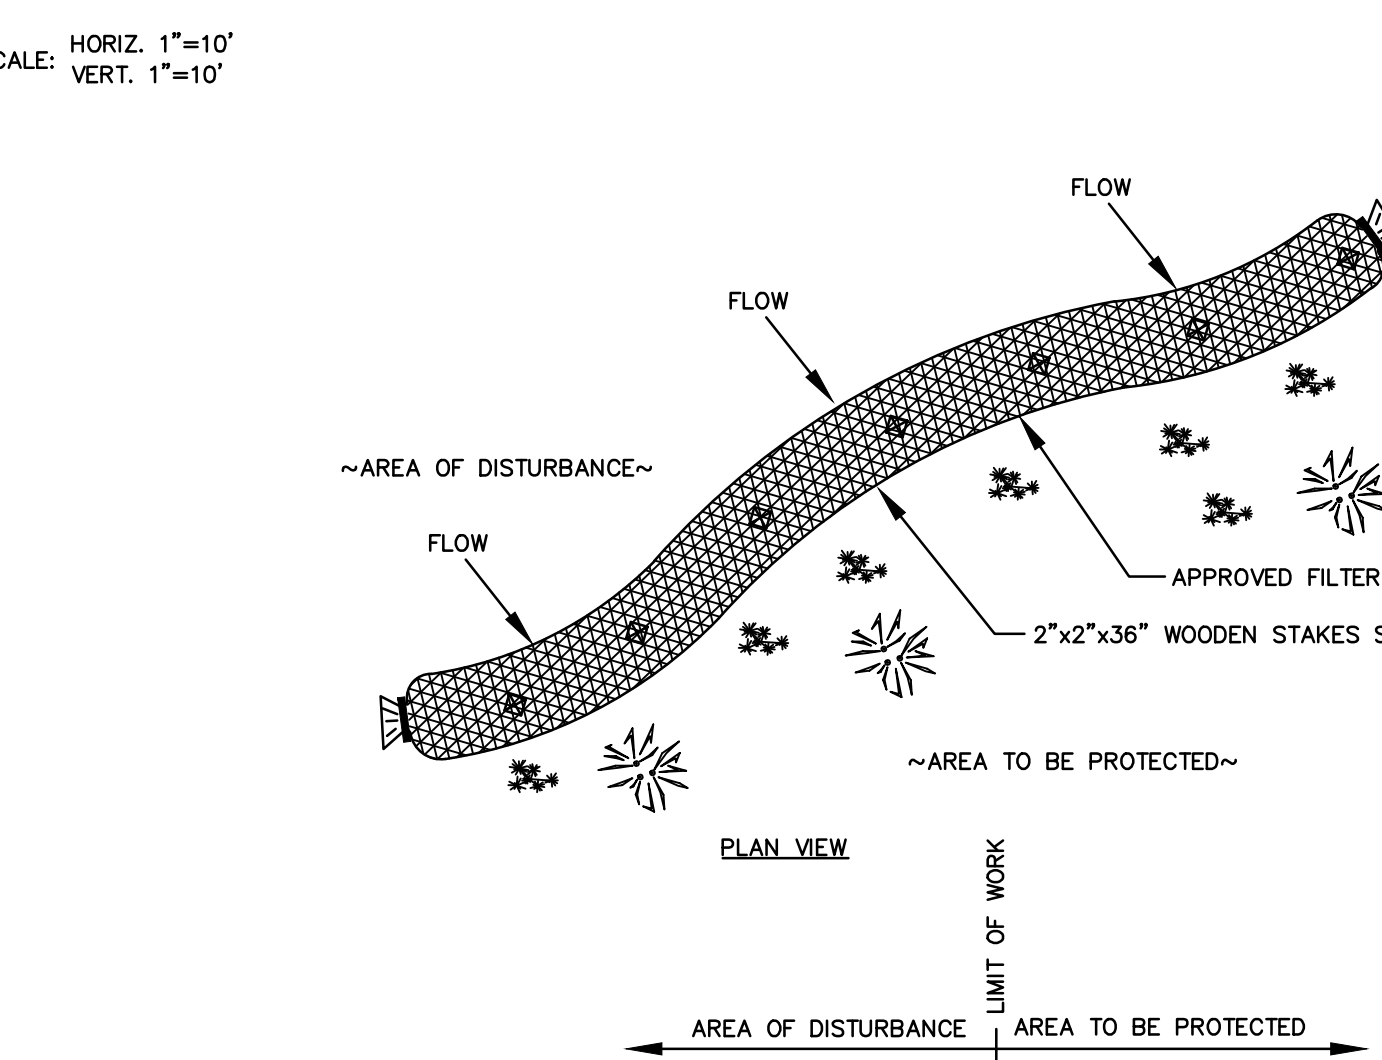 CALE: HORIZ. 1"=10'
VERT. 1"=10'
FLOW
FLOW
~AREA OF DISTURBANCE~
FLOW
APPROVED FILTER
2"x2"x36" WOODEN STAKES S
~AREA TO BE PROTECTED~
PLAN VIEW
LIMIT OF WORK
AREA OF DISTURBANCE
AREA TO BE PROTECTED